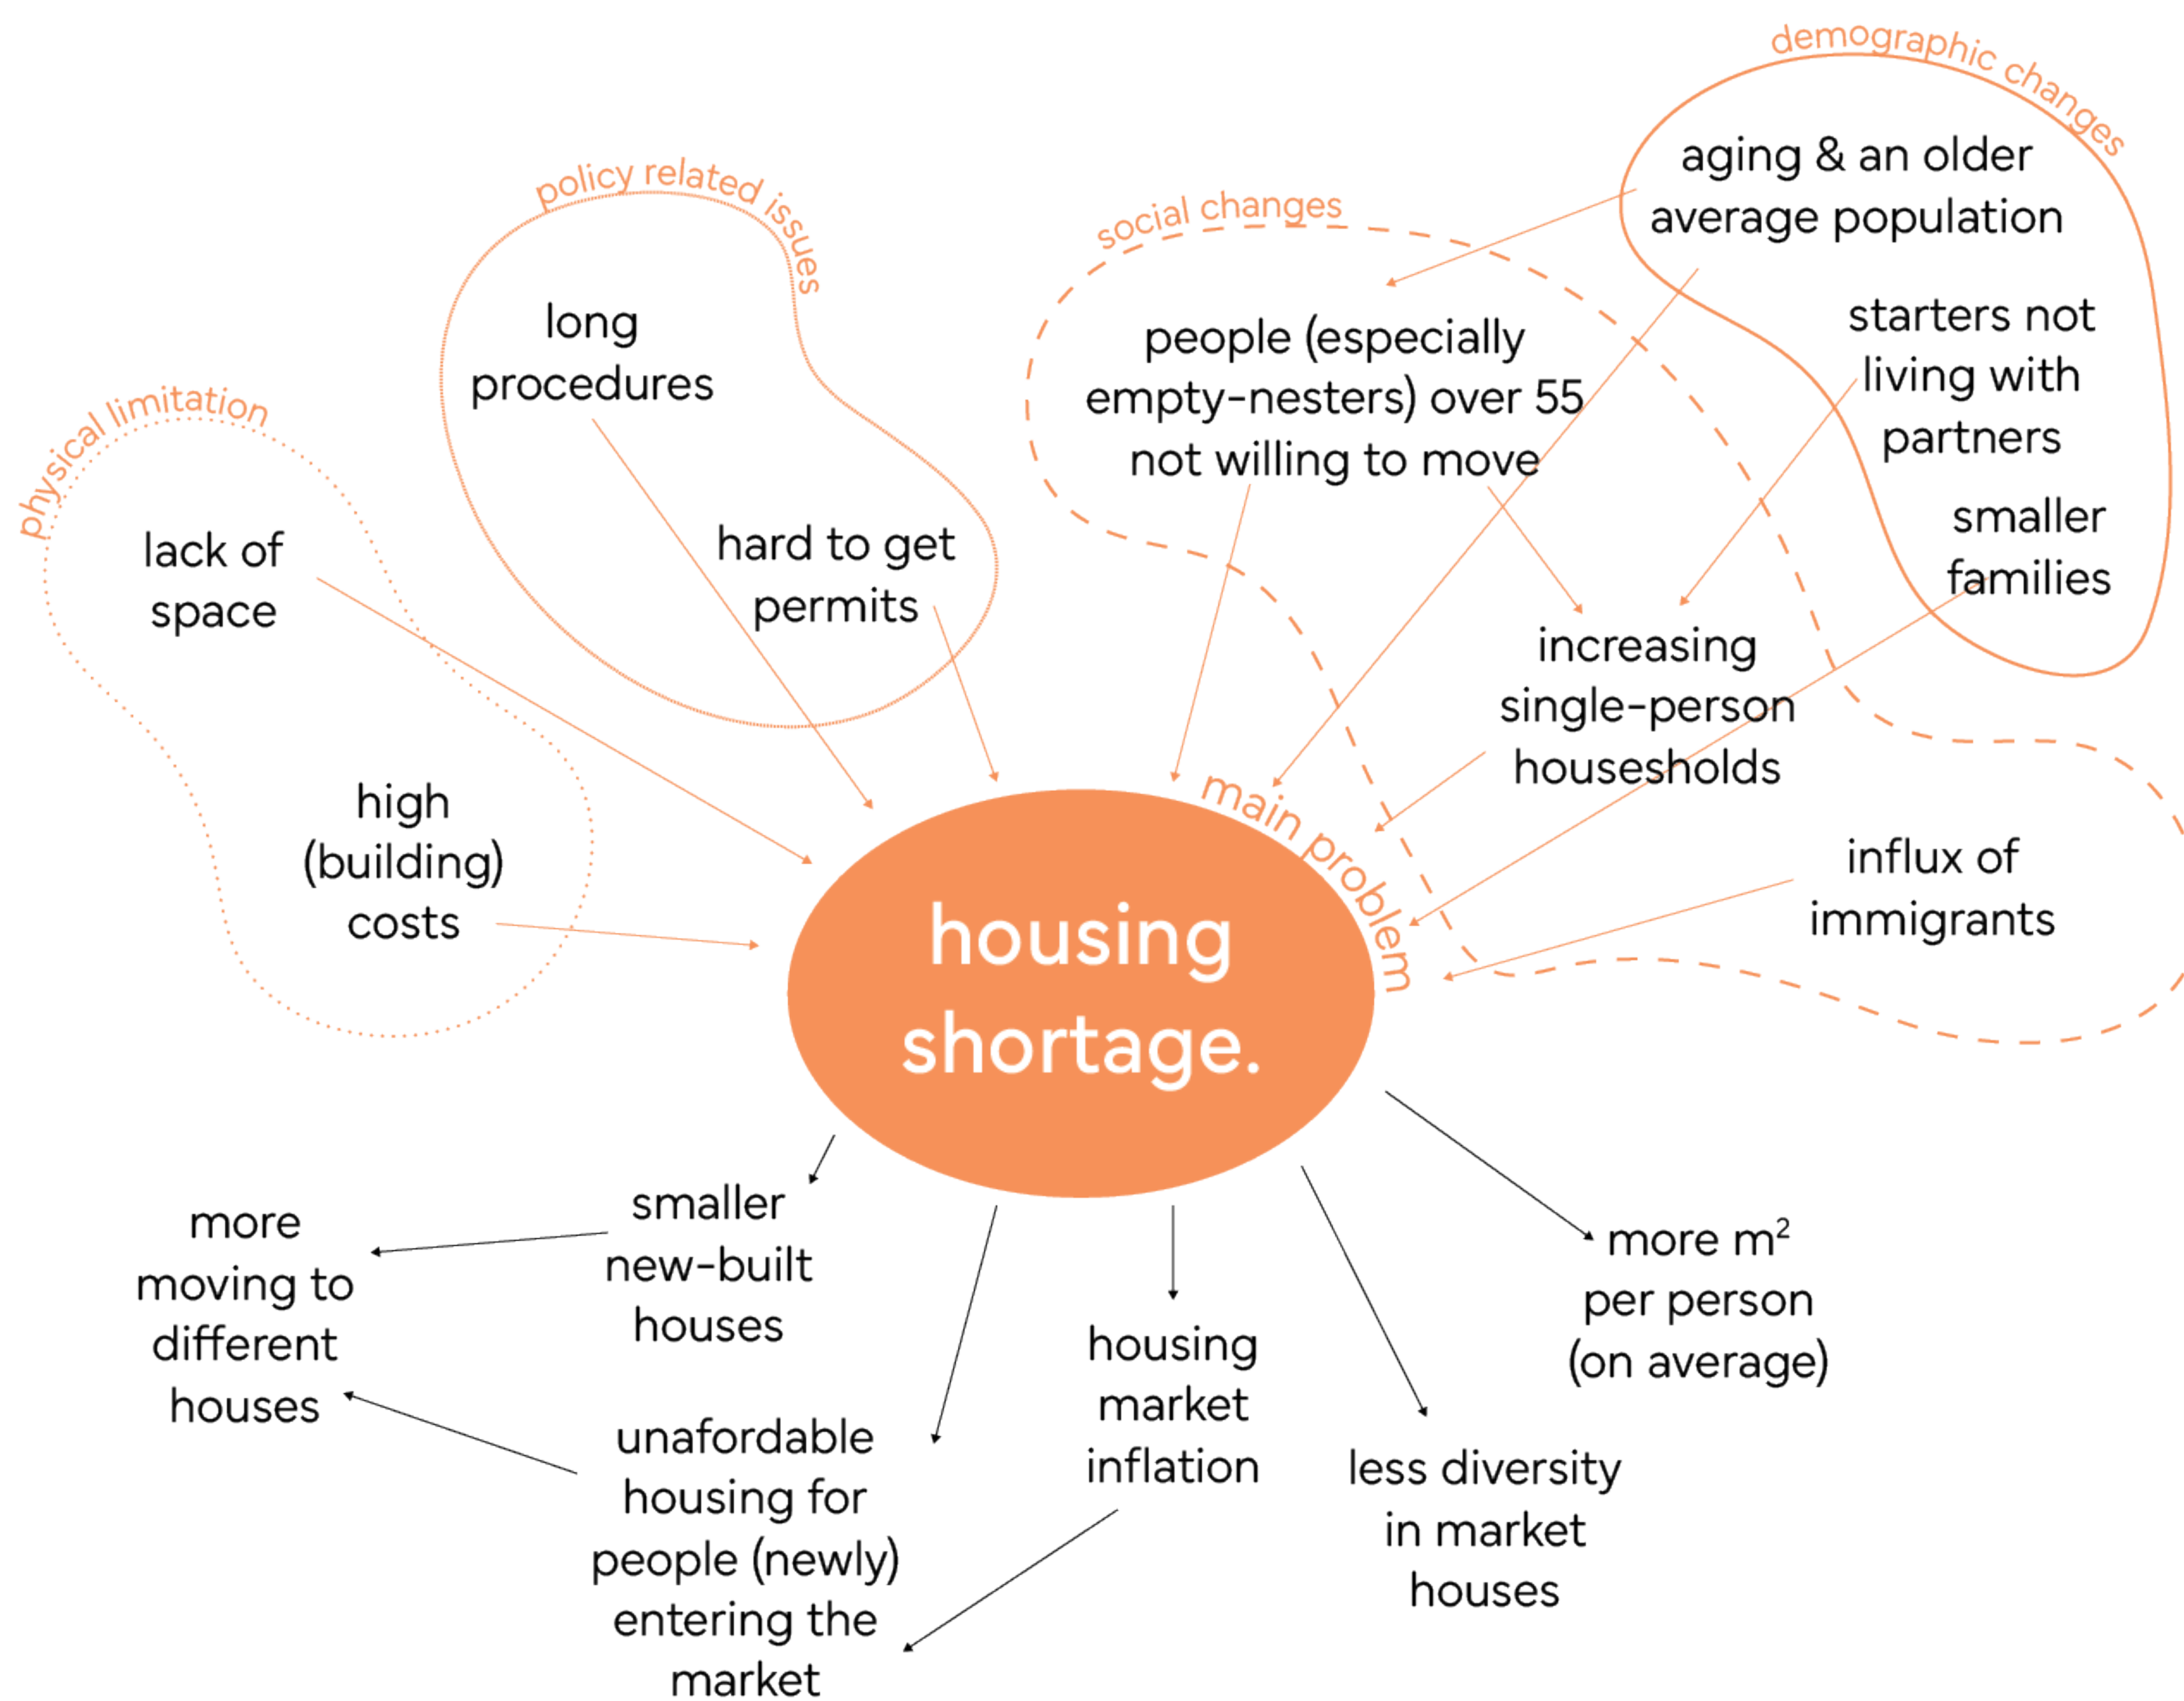 demographic changes
aging & an older
average population
starters not
living with
partners
smaller
families
social changes
people (especially
empty-nesters) over 55
not willing to move
increasing
single-person
housesholds
influx of
immigrants
policy related issues
long
procedures
hard to get
permits
physical limitation
lack of
space
high
(building)
costs
main problem
housing
shortage.
more
moving to
different
houses
smaller
new-built
houses
unafordable
housing for
people (newly)
entering the
market
housing
market
inflation
less diversity
in market
houses
more m²
per person
(on average)